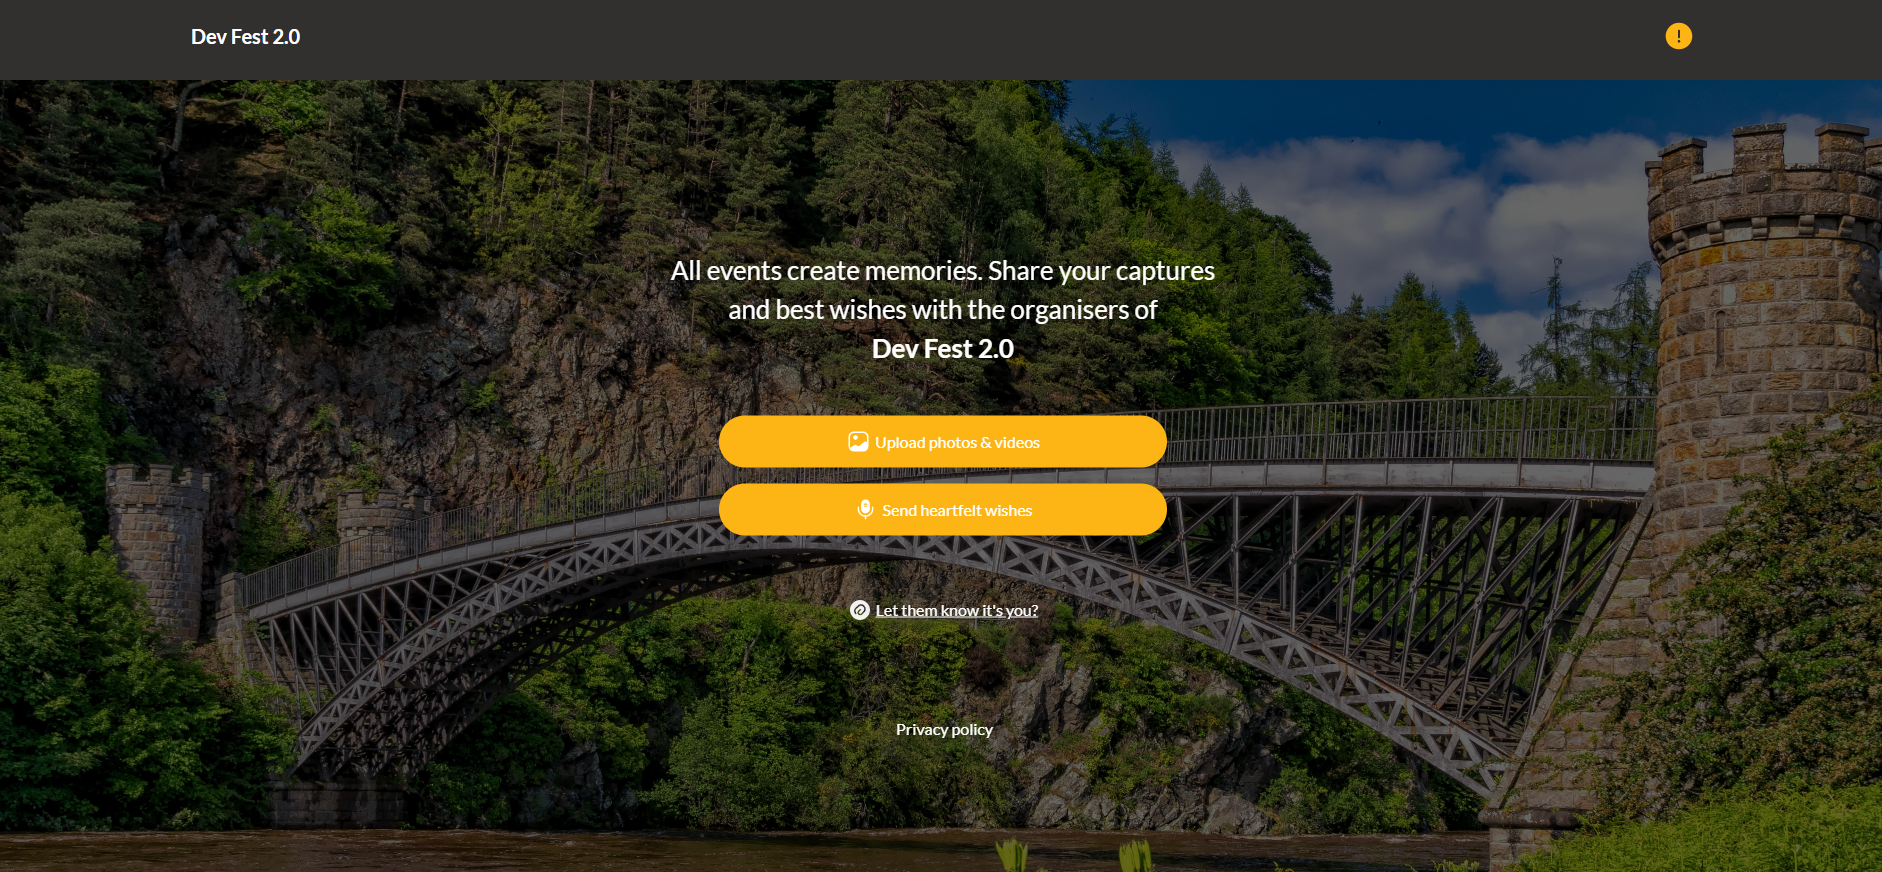 Dev Fest 2.0
!
All events create memories. Share your captures
and best wishes with the organisers of
Dev Fest 2.0
Upload photos & videos
Send heartfelt wishes
Let them know it's you?
Privacy policy